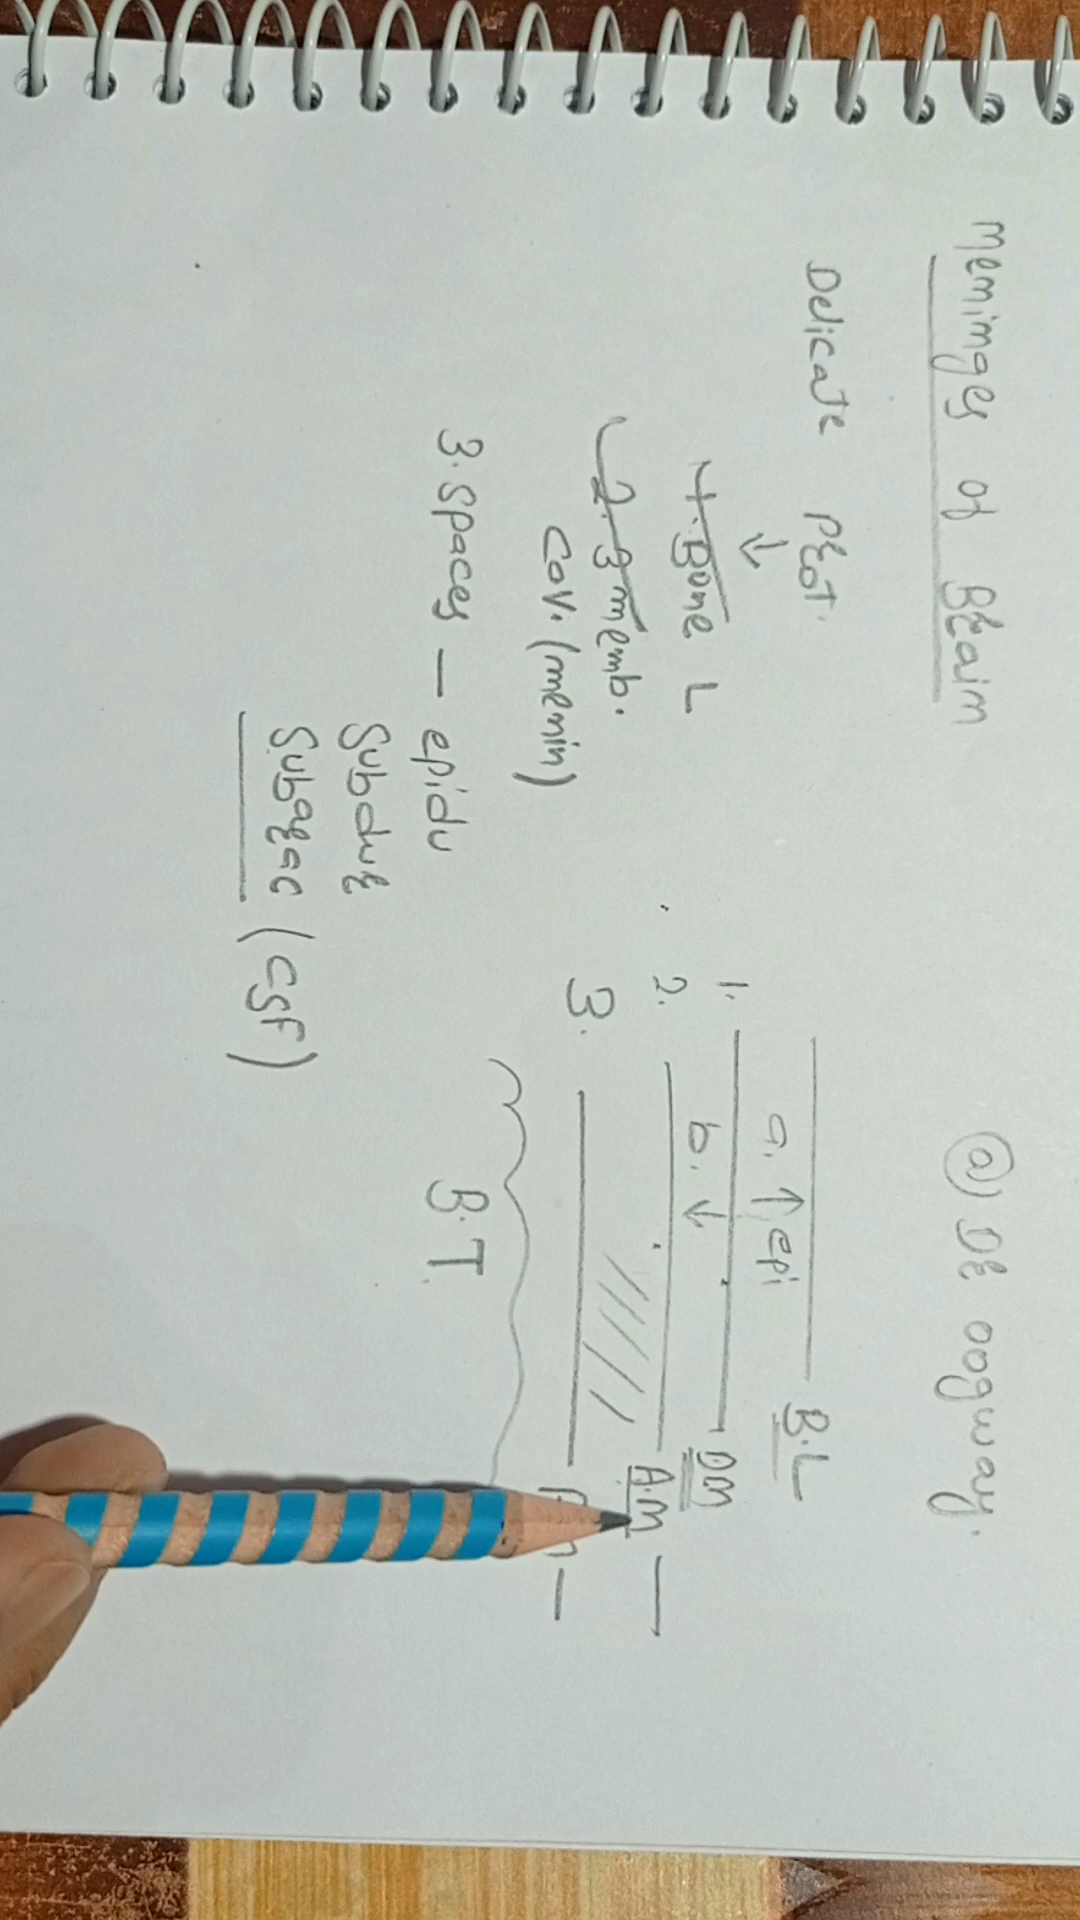 Meninges of Brain
Delicate Prot.
↓
1. Bone L
2. 3 memb.
cov. (menin)
3. Spaces — epidu
Subdur
Subarac (CSF)
@) Dr oogway.
B.L
a. ↑ epi
1.
DM
b. ↓
2.
A.M —
3.
B.T